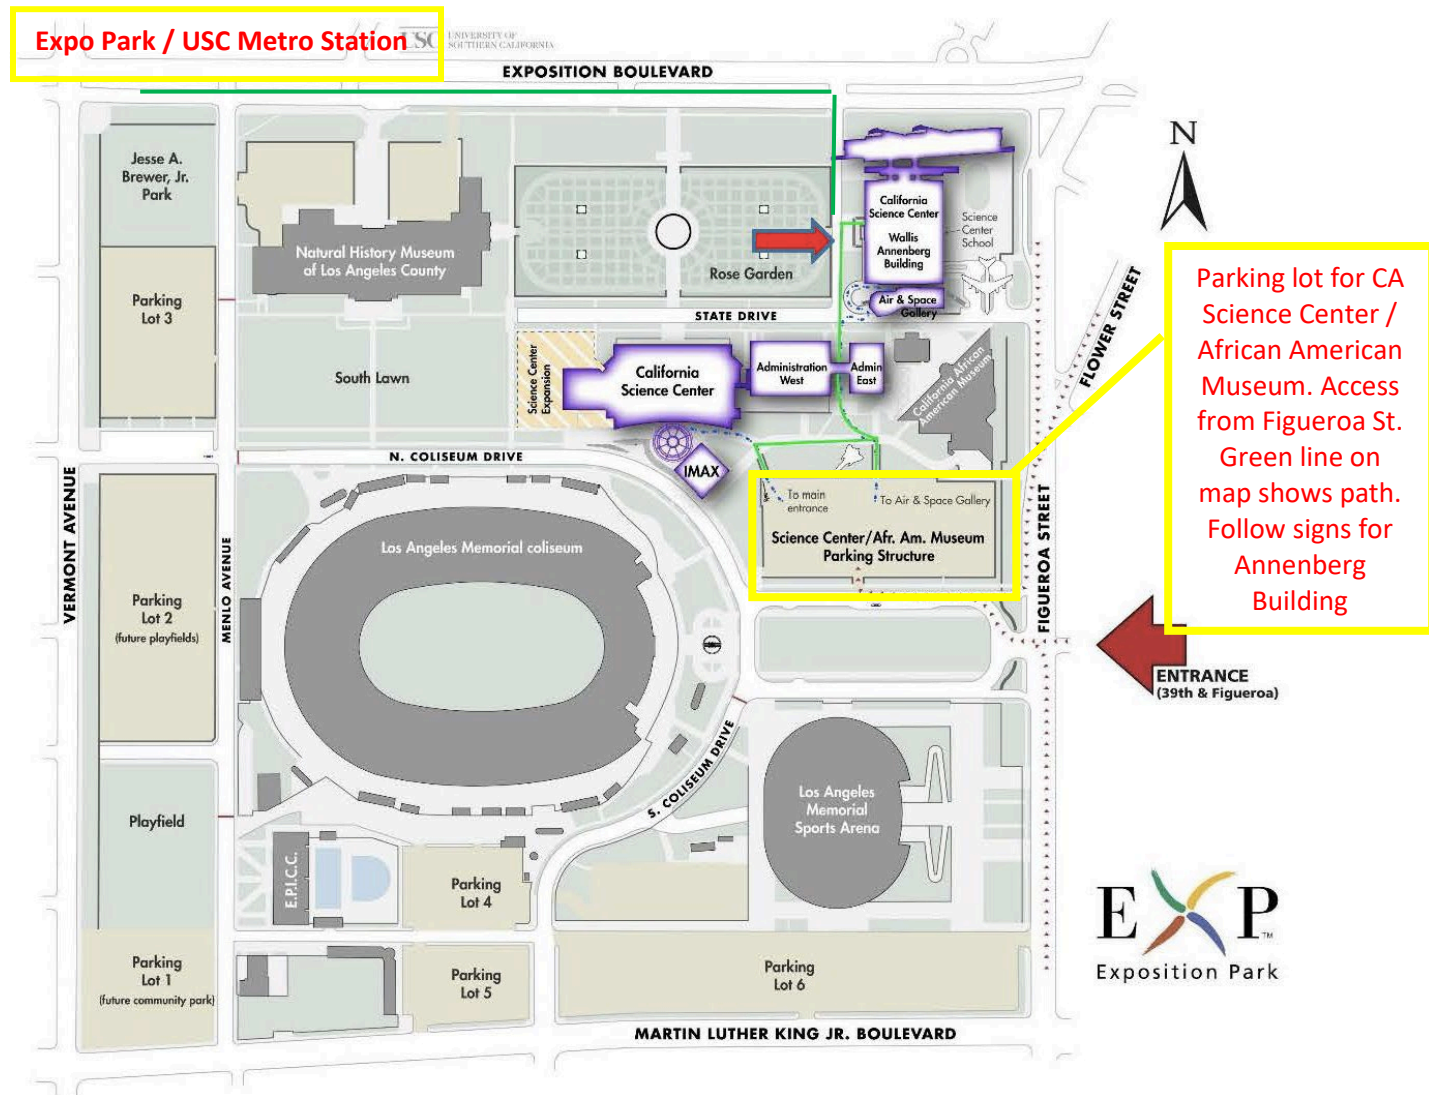 Expo Park / USC Metro Station
USC UNIVERSITY OF
SOUTHERN CALIFORNIA
EXPOSITION BOULEVARD
N
Jesse A.
Brewer, Jr.
Park
Natural History Museum
of Los Angeles County
Rose Garden
California
Science Center
Wallis
Annenberg
Building
Science
Center
School
Air & Space
Gallery
Parking
Lot 3
STATE DRIVE
FLOWER STREET
Parking lot for CA
Science Center /
African American
Museum. Access
from Figueroa St.
Green line on
map shows path.
Follow signs for
Annenberg
Building
South Lawn
Science Center
Expansion
California
Science Center
Administration
West
Admin
East
California African
American Museum
N. COLISEUM DRIVE
IMAX
VERMONT AVENUE
MENLO AVENUE
FIGUEROA STREET
To main
entrance
To Air & Space Gallery
Science Center/Afr. Am. Museum
Parking Structure
Los Angeles Memorial coliseum
Parking
Lot 2
(future playfields)
ENTRANCE
(39th & Figueroa)
S. COLISEUM DRIVE
Los Angeles
Memorial
Sports Arena
Playfield
E.P.I.C.C.
Parking
Lot 4
EXP
TM
Exposition Park
Parking
Lot 1
(future community park)
Parking
Lot 5
Parking
Lot 6
MARTIN LUTHER KING JR. BOULEVARD